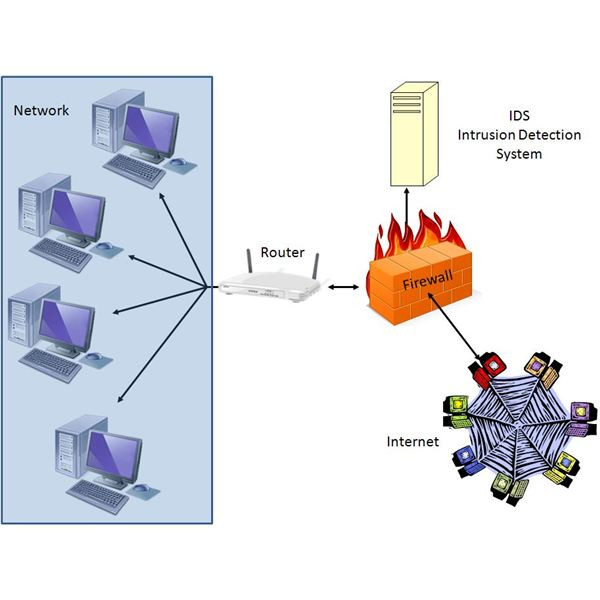 Network
IDS
Intrusion Detection
System
Router
Firewall
Internet